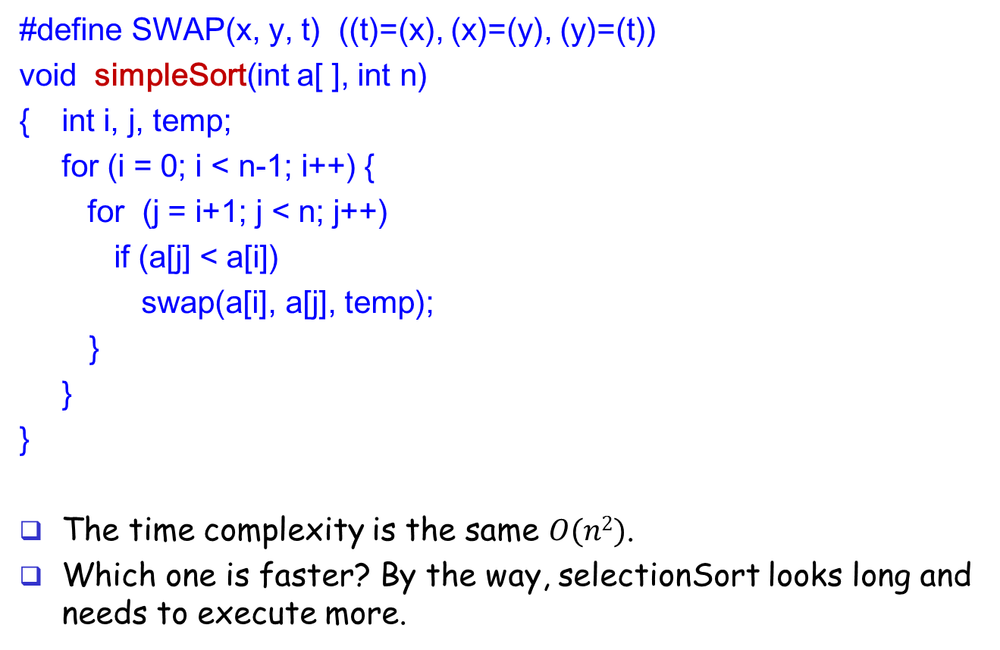 #define SWAP(x, y, t)  ((t)=(x), (x)=(y), (y)=(t))
void  simpleSort(int a[ ], int n)
{   int i, j, temp;
for (i = 0; i < n-1; i++) {
for  (j = i+1; j < n; j++)
if (a[j] < a[i])
swap(a[i], a[j], temp);
}
}
}
❑ The time complexity is the same O(n²).
❑ Which one is faster? By the way, selectionSort looks long and
needs to execute more.